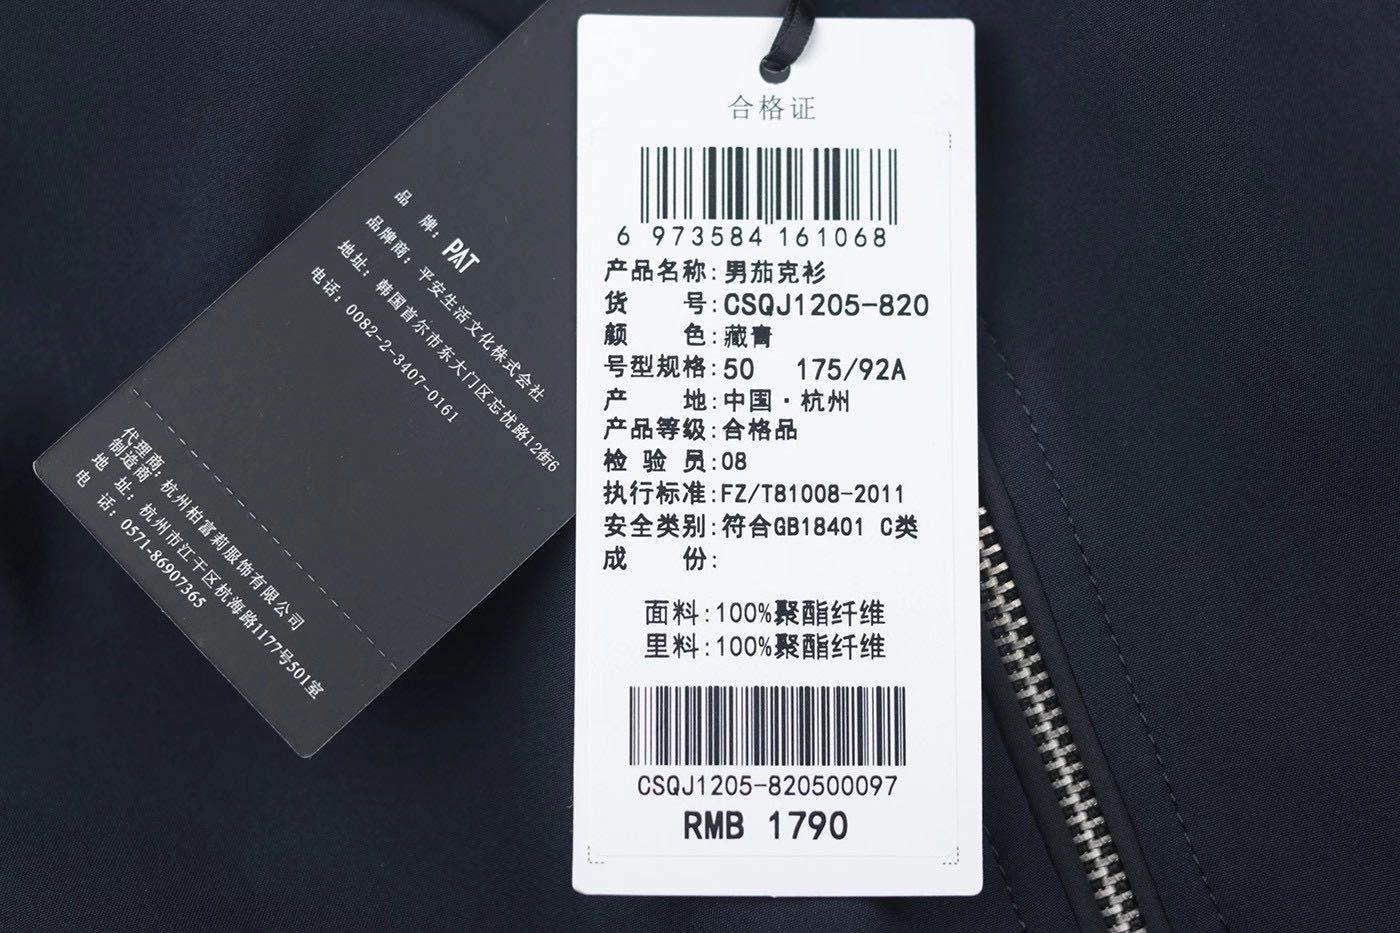 品　牌：PAT
品牌商：平安生活文化株式会社
地址：韩国首尔市东大门区忘忧路12街6
电话：0082-2-3407-0161
代理商：
制造商：杭州柏富莉服饰有限公司
地　址：杭州市江干区杭海路1177号501室
电　话：0571-86907365
合格证
6 973584 161068
产品名称:男茄克衫
货　　号:CSQJ1205-820
颜　　色:藏青
号型规格:50　175/92A
产　　地:中国·杭州
产品等级:合格品
检 验 员:08
执行标准:FZ/T81008-2011
安全类别:符合GB18401 C类
成　　份:
面料:100%聚酯纤维
里料:100%聚酯纤维
CSQJ1205-820500097
RMB 1790